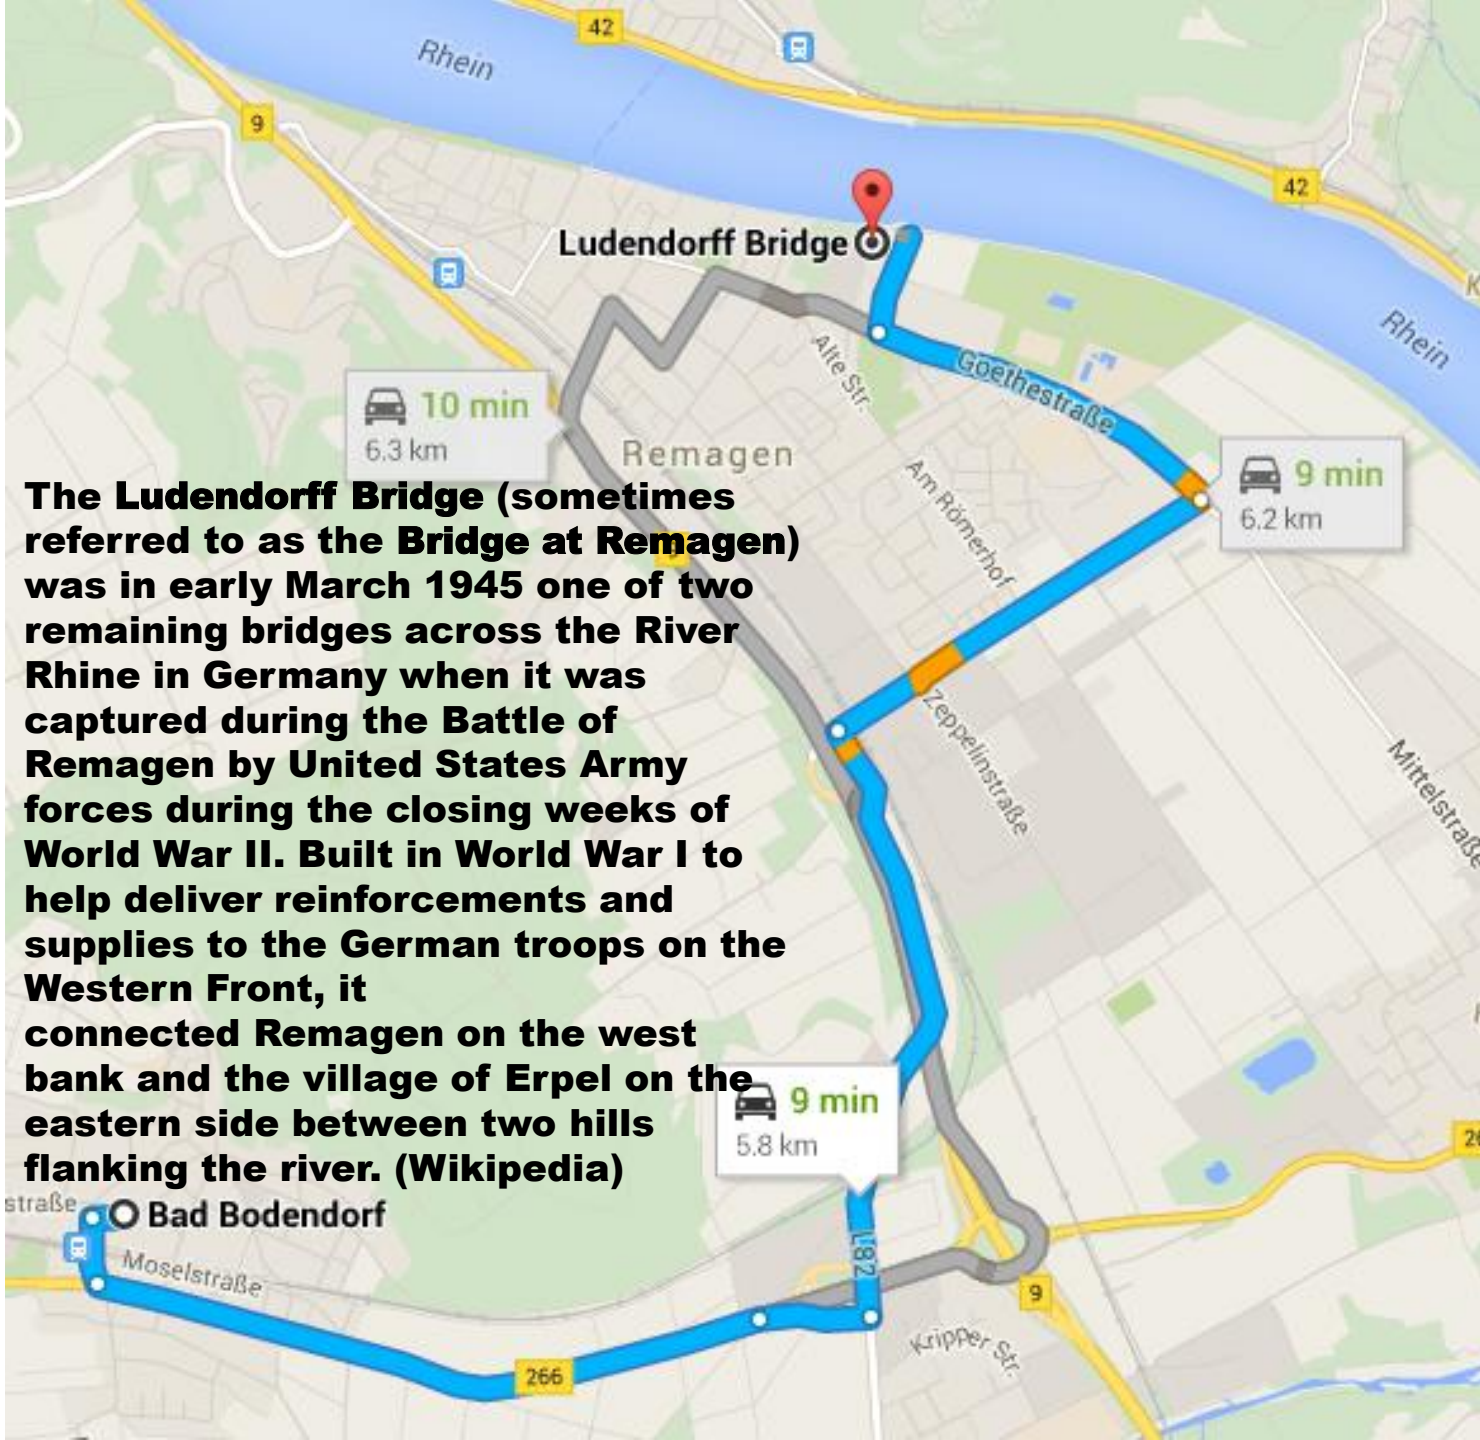 42
Rhein
9
42
Ludendorff Bridge
Rhein
Alte Str.
Goethestraße
10 min
6.3 km
Remagen
9 min
6.2 km
Am Römerhof
The Ludendorff Bridge (sometimes
referred to as the Bridge at Remagen)
was in early March 1945 one of two
remaining bridges across the River
Rhine in Germany when it was
captured during the Battle of
Remagen by United States Army
forces during the closing weeks of
World War II. Built in World War I to
help deliver reinforcements and
supplies to the German troops on the
Western Front, it
connected Remagen on the west
bank and the village of Erpel on the
eastern side between two hills
flanking the river. (Wikipedia)
Zeppelinstraße
Mittelstraße
9 min
5.8 km
straße
Bad Bodendorf
Moselstraße
L82
9
Kripper Str.
266